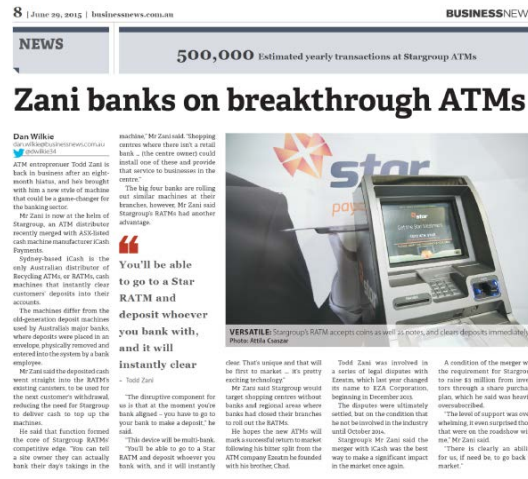 8 | June 29, 2015 | businessnews.com.au
BUSINESSNEW
NEWS
500,000 Estimated yearly transactions at Stargroup ATMs
Zani banks on breakthrough ATMs
Dan Wilkie
dan.wilkie@businessnews.com.au
@dwilkie34
ATM entrepreneur Todd Zani is
back in business after an eight-
month hiatus, and he's brought
with him a new style of machine
that could be a game-changer for
the banking sector.
Mr Zani is now at the helm of
Stargroup, an ATM distributor
recently merged with ASX-listed
cash machine manufacturer iCash
Payments.
Sydney-based iCash is the
only Australian distributor of
Recycling ATMs, or RATMs, cash
machines that instantly clear
customers' deposits into their
accounts.
The machines differ from the
old-generation deposit machines
used by Australia's major banks,
where deposits were placed in an
envelope, physically removed and
entered into the system by a bank
employee.
Mr Zani said the deposited cash
went straight into the RATM's
existing canisters, to be used for
the next customer's withdrawal,
reducing the need for Stargroup
to deliver cash to top up the
machines.
He said that function formed
the core of Stargroup RATMs'
competitive edge. "You can tell
a site owner they can actually
bank their day's takings in the
machine," Mr Zani said. "Shopping
centres where there isn't a retail
bank ... (the centre owner) could
install one of these and provide
that service to businesses in the
centre."
The big four banks are rolling
out similar machines at their
branches, however, Mr Zani said
Stargroup's RATMs had another
advantage.
You'll be able
to go to a Star
RATM and
deposit whoever
you bank with,
and it will
instantly clear
- Todd Zani
"The disruptive component for
us is that at the moment you're
bank aligned – you have to go to
your bank to make a deposit," he
said.
"This device will be multi-bank.
"You'll be able to go to a Star
RATM and deposit whoever you
bank with, and it will instantly
star
star
VERSATILE: Stargroup's RATM accepts coins as well as notes, and clears deposits immediately
Photo: Attila Csaszar
clear. That's unique and that will
be first to market ... it's pretty
exciting technology."
Mr Zani said Stargroup would
target shopping centres without
banks and regional areas where
banks had closed their branches
to roll out the RATMs.
He hopes the new ATMs will
mark a successful return to market
following his bitter split from the
ATM company Ezeatm he founded
with his brother, Chad.
Todd Zani was involved in
a series of legal disputes with
Ezeatm, which last year changed
its name to EZA Corporation,
beginning in December 2013.
The disputes were ultimately
settled, but on the condition that
he not be involved in the industry
until October 2014.
Stargroup's Mr Zani said the
merger with iCash was the best
way to make a significant impact
in the market once again.
A condition of the merger w
the requirement for Stargrou
to raise $3 million from inves
tors through a share purchas
plan, which he said was heavil
oversubscribed.
"The level of support was ove
whelming, it even surprised tho
that were on the roadshow wit
me," Mr Zani said.
"There is clearly an abilit
for us, if need be, to go back t
market."